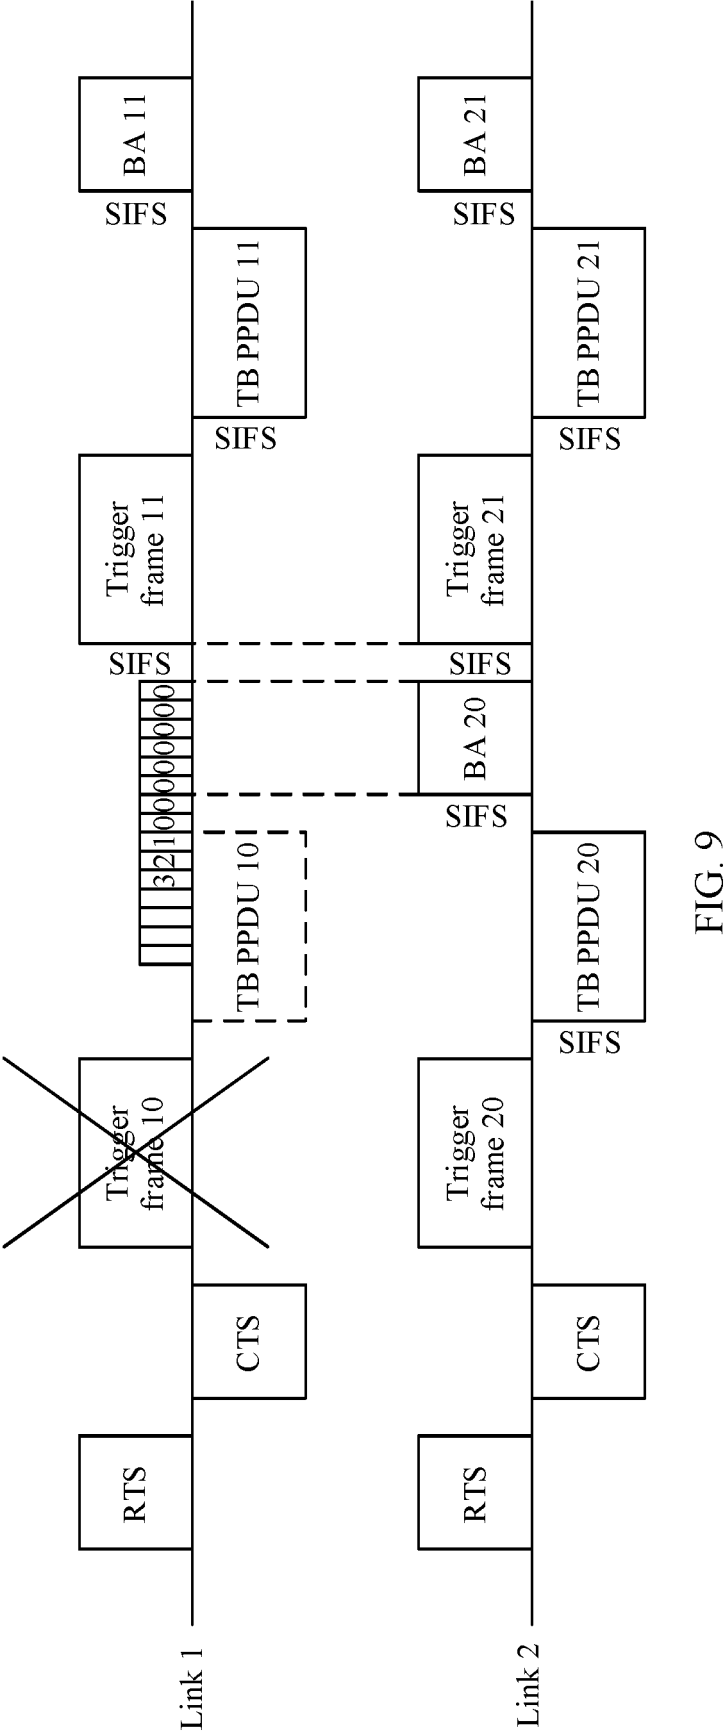 Link 1
RTS
CTS
Trigger
frame 10
TB PPDU 10
3 2 1 0 0 0 0 0 0 0 0
SIFS
Trigger
frame 11
SIFS
TB PPDU 11
SIFS
BA 11
Link 2
RTS
CTS
Trigger
frame 20
SIFS
TB PPDU 20
SIFS
BA 20
SIFS
Trigger
frame 21
SIFS
TB PPDU 21
SIFS
BA 21
FIG. 9